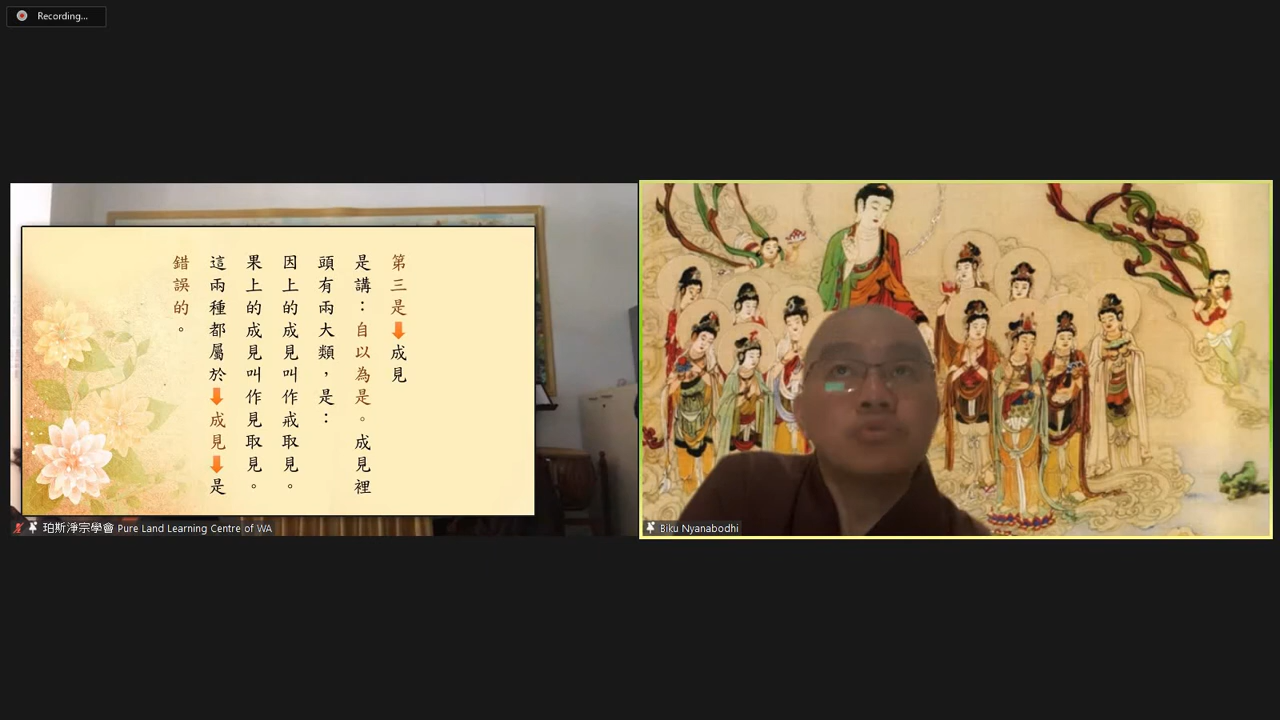 Recording...
第三是⬇成見
是講：自以為是。成見裡
頭有兩大類，是：
因上的成見叫作戒取見。
果上的成見叫作見取見。
這兩種都屬於⬇成見⬇是
錯誤的。
珀斯淨宗學會 Pure Land Learning Centre of WA
Biku Nyanabodhi